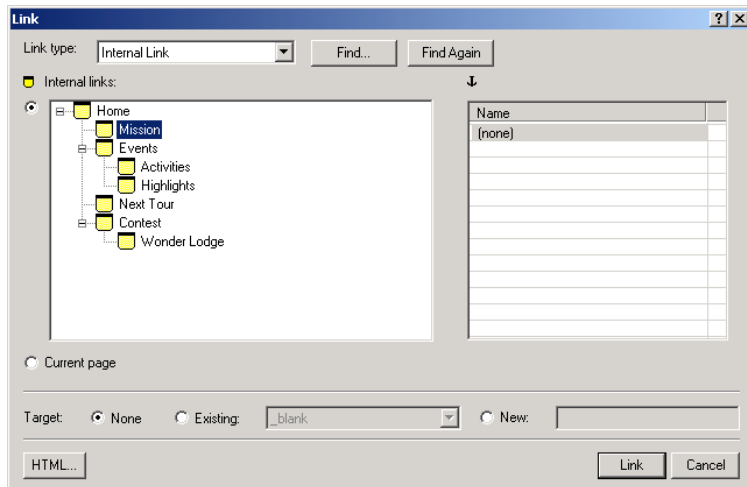 Link
Link type: Internal Link Find... Find Again
Internal links:
Home
Mission
Events
Activities
Highlights
Next Tour
Contest
Wonder Lodge
Name
(none)
Current page
Target: None Existing: _blank New:
HTML... Link Cancel